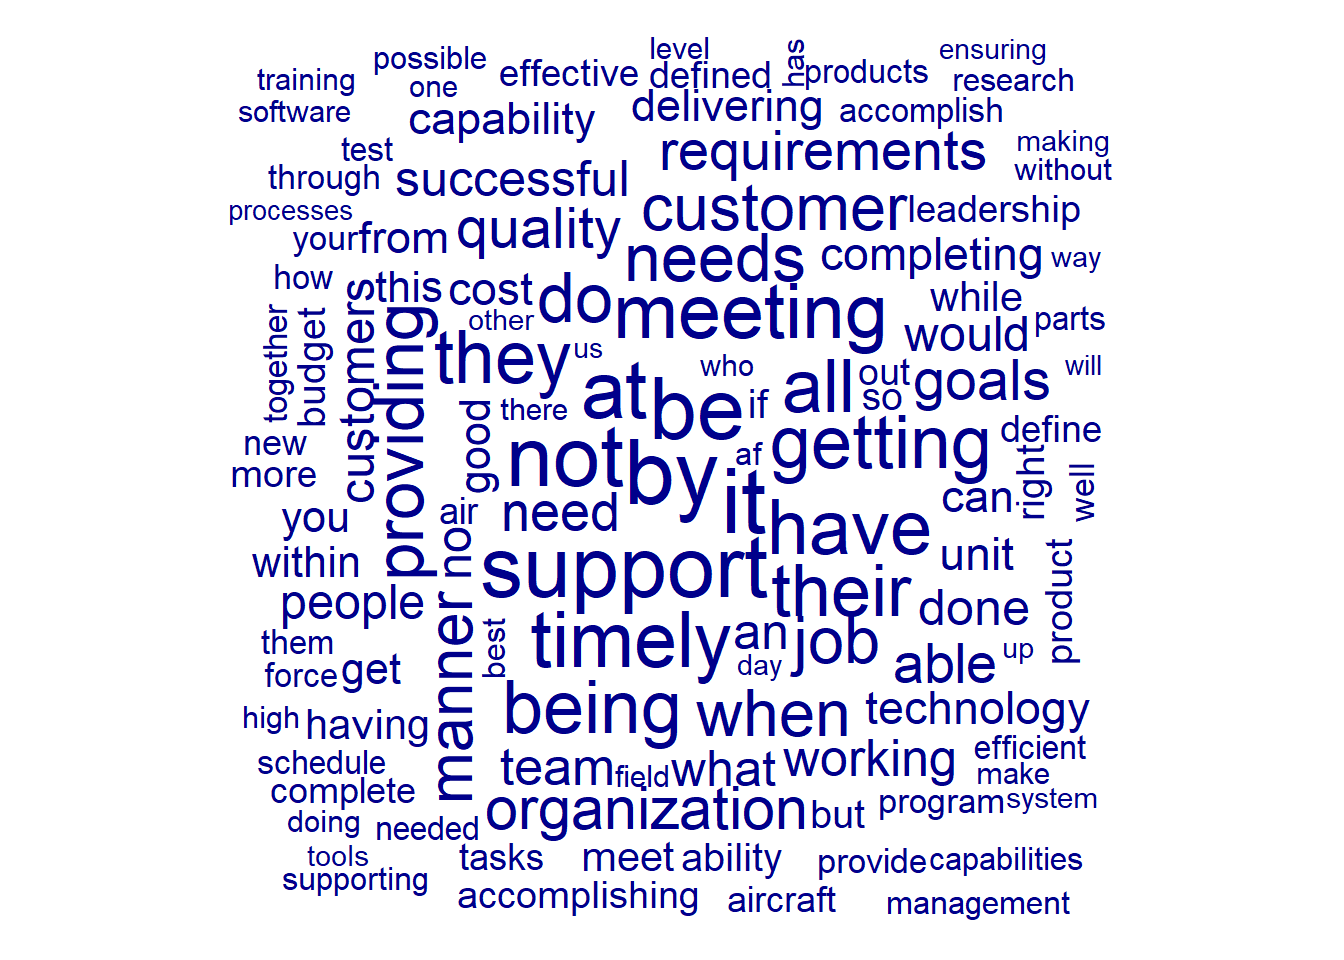 level
possible
ensuring
has
training
effective
defined
products
research
one
software
capability
delivering
accomplish
test
requirements
making
without
through
successful
processes
customer
leadership
your
from
quality
needs
completing
way
how
this
cost
do
meeting
while
together
budget
customers
providing
other
would
parts
they
us
who
at
be
all
out
goals
will
if
so
there
good
new
not
by
af
getting
define
more
right
well
it
can
you
air
need
have
no
within
support
unit
product
people
their
done
manner
them
best
timely
an
job
force
get
day
able
up
high
having
being
when
technology
schedule
team
field
what
working
efficient
make
complete
organization
but
program
system
doing
needed
tools
tasks
meet
ability
provide
capabilities
supporting
accomplishing
aircraft
management